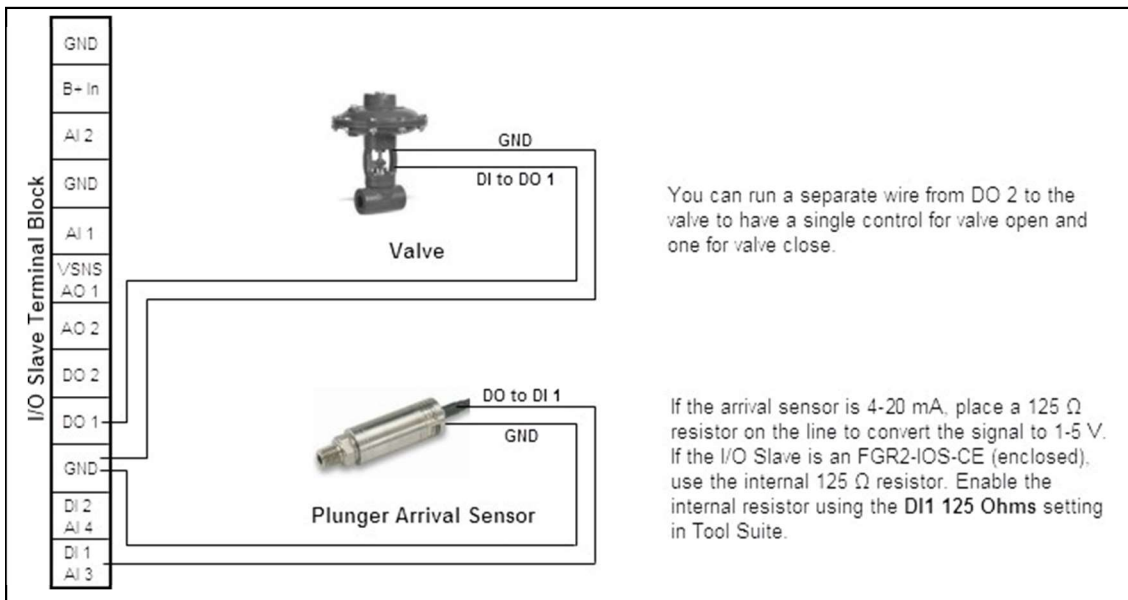 I/O Slave Terminal Block
GND
B+ In
AI 2
GND
AI 1
VSNS
AO 1
AO 2
DO 2
DO 1
GND
DI 2
AI 4
DI 1
AI 3
GND
DI to DO 1
Valve
You can run a separate wire from DO 2 to the
valve to have a single control for valve open and
one for valve close.
DO to DI 1
GND
Plunger Arrival Sensor
If the arrival sensor is 4-20 mA, place a 125 Ω
resistor on the line to convert the signal to 1-5 V.
If the I/O Slave is an FGR2-IOS-CE (enclosed),
use the internal 125 Ω resistor. Enable the
internal resistor using the DI1 125 Ohms setting
in Tool Suite.